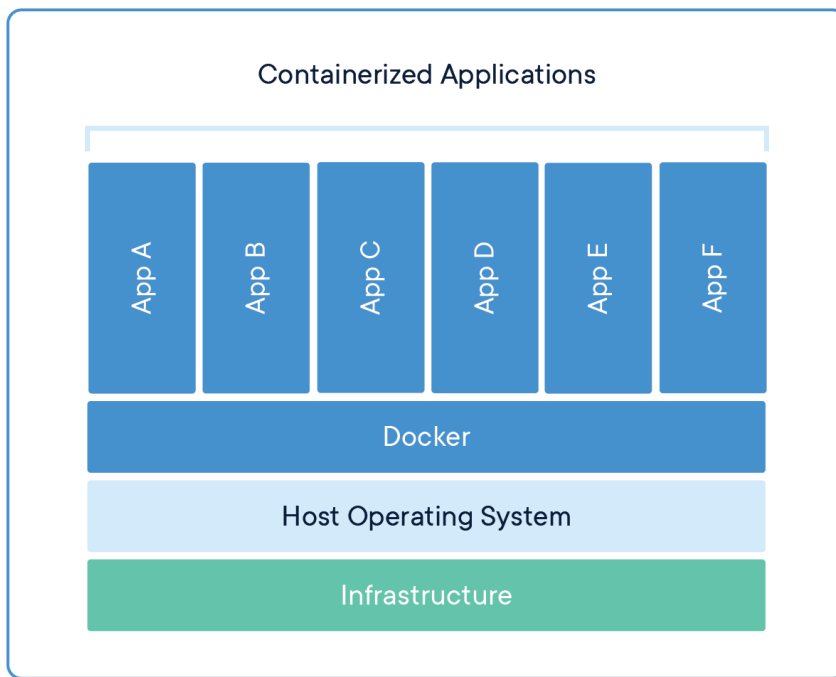 Containerized Applications
App A
App B
App C
App D
App E
App F
Docker
Host Operating System
Infrastructure